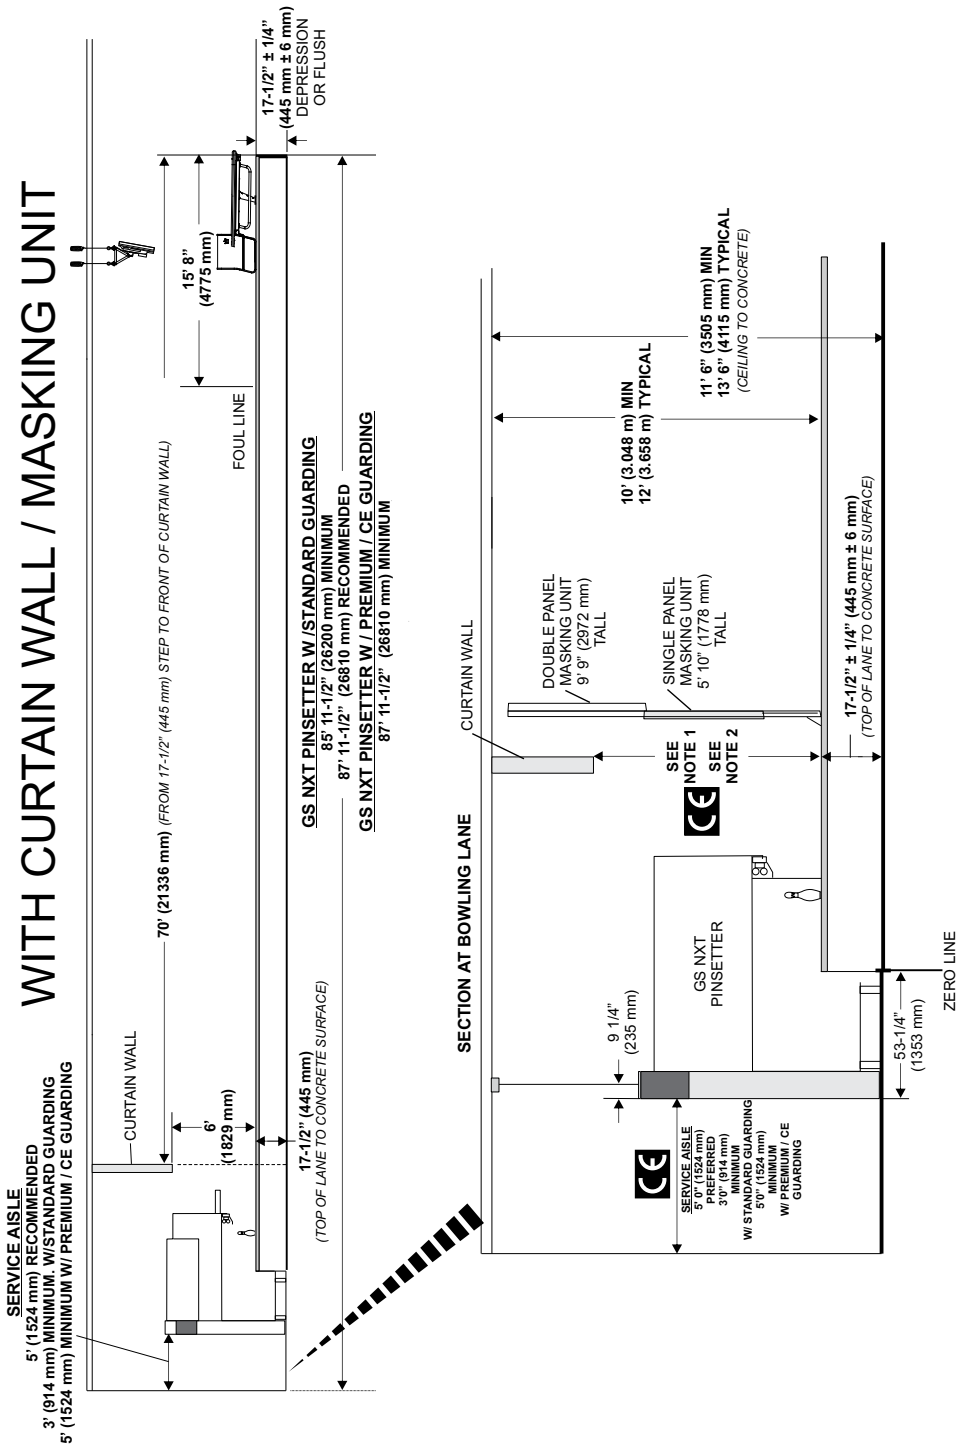 WITH CURTAIN WALL / MASKING UNIT
SERVICE AISLE
5' (1524 mm) RECOMMENDED
3' (914 mm) MINIMUM. W/STANDARD GUARDING
5' (1524 mm) MINIMUM W/ PREMIUM / CE GUARDING
CURTAIN WALL
70' (21336 mm) (FROM 17-1/2" (445 mm) STEP TO FRONT OF CURTAIN WALL)
6'
(1829 mm)
15' 8"
(4775 mm)
FOUL LINE
17-1/2" ± 1/4"
(445 mm ± 6 mm)
DEPRESSION
OR FLUSH
17-1/2" (445 mm)
(TOP OF LANE TO CONCRETE SURFACE)
GS NXT PINSETTER W /STANDARD GUARDING
85' 11-1/2" (26200 mm) MINIMUM
87' 11-1/2" (26810 mm) RECOMMENDED
GS NXT PINSETTER W / PREMIUM / CE GUARDING
87' 11-1/2" (26810 mm) MINIMUM
SECTION AT BOWLING LANE
CURTAIN WALL
DOUBLE PANEL
MASKING UNIT
9' 9" (2972 mm)
TALL
SINGLE PANEL
MASKING UNIT
5' 10" (1778 mm)
TALL
10' (3.048 m) MIN
12' (3.658 m) TYPICAL
11' 6" (3505 mm) MIN
13' 6" (4115 mm) TYPICAL
(CEILING TO CONCRETE)
9 1/4"
(235 mm)
GS NXT
PINSETTER
CE
SEE
NOTE 1
SEE
NOTE 2
CE
SERVICE AISLE
5' 0" (1524 mm)
PREFERRED
3'0" (914 mm)
MINIMUM
W/ STANDARD GUARDING
5'0" (1524 mm)
MINIMUM
W/ PREMIUM / CE
GUARDING
17-1/2" ± 1/4" (445 mm ± 6 mm)
(TOP OF LANE TO CONCRETE SURFACE)
53-1/4"
(1353 mm)
ZERO LINE